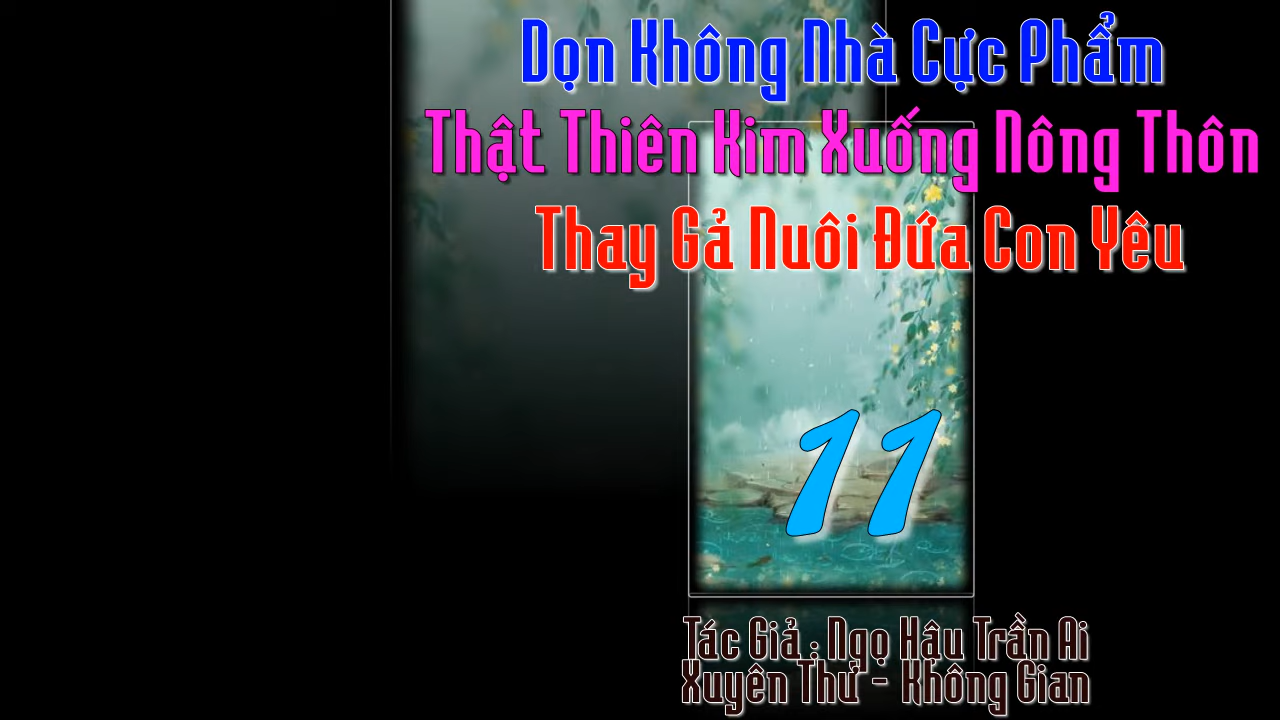 Dọn Không Nhà Cực Phẩm
Thật Thiên Kim Xuống Nông Thôn
Thay Gả Nuôi Đứa Con Yêu
11
Tác Giả : Ngọ Hậu Trần Ai
Xuyên Thư - Không Gian